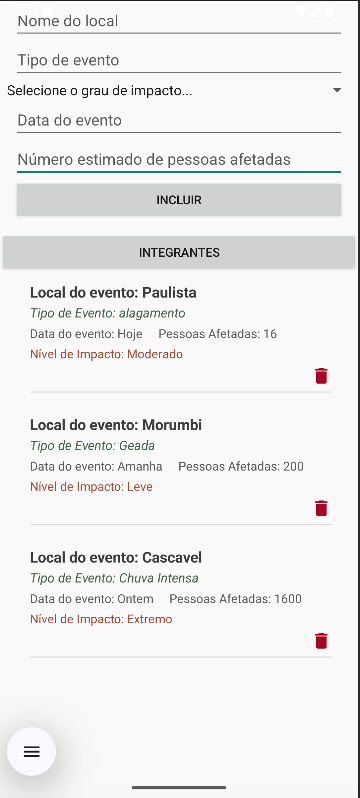 Nome do local
Tipo de evento
Selecione o grau de impacto...
Data do evento
Número estimado de pessoas afetadas
INCLUIR
INTEGRANTES
Local do evento: Paulista
Tipo de Evento: alagamento
Data do evento: Hoje Pessoas Afetadas: 16
Nível de Impacto: Moderado
Local do evento: Morumbi
Tipo de Evento: Geada
Data do evento: Amanha Pessoas Afetadas: 200
Nível de Impacto: Leve
Local do evento: Cascavel
Tipo de Evento: Chuva Intensa
Data do evento: Ontem Pessoas Afetadas: 1600
Nível de Impacto: Extremo